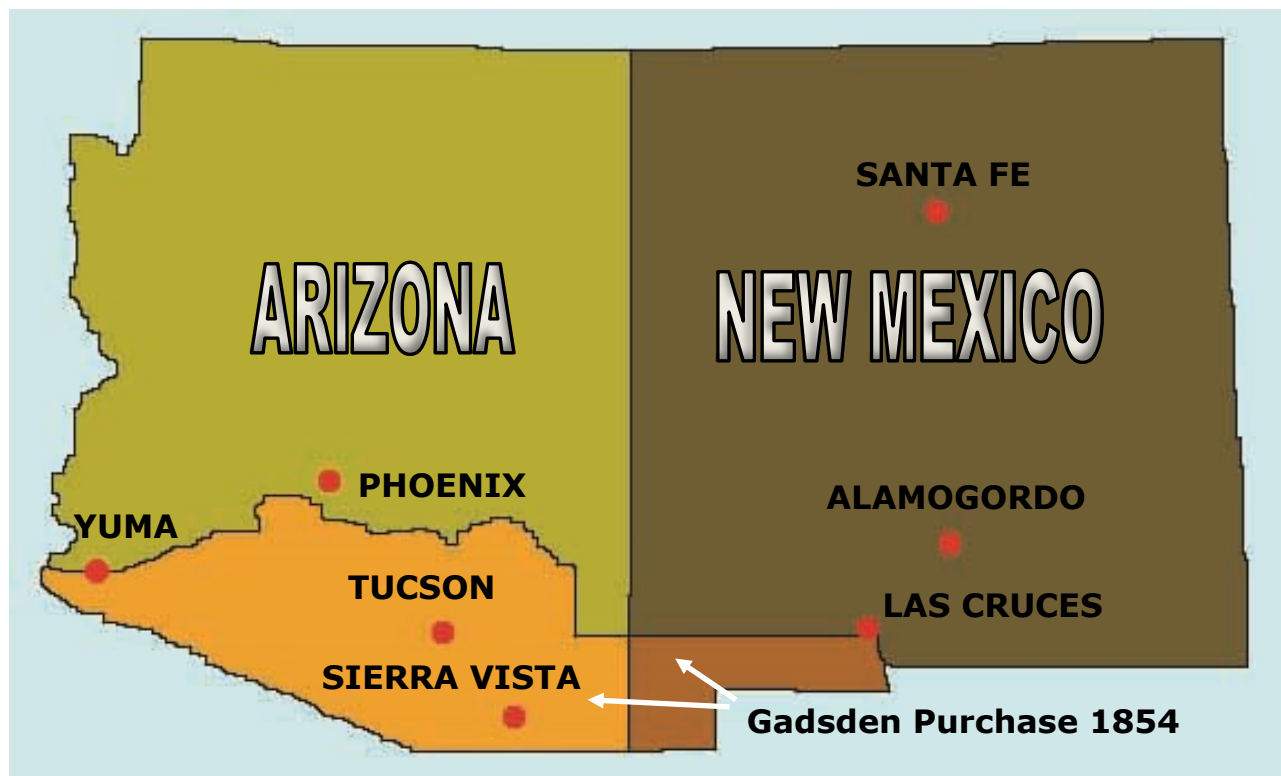 SANTA FE
ARIZONA
NEW MEXICO
PHOENIX
ALAMOGORDO
YUMA
TUCSON
LAS CRUCES
SIERRA VISTA
Gadsden Purchase 1854